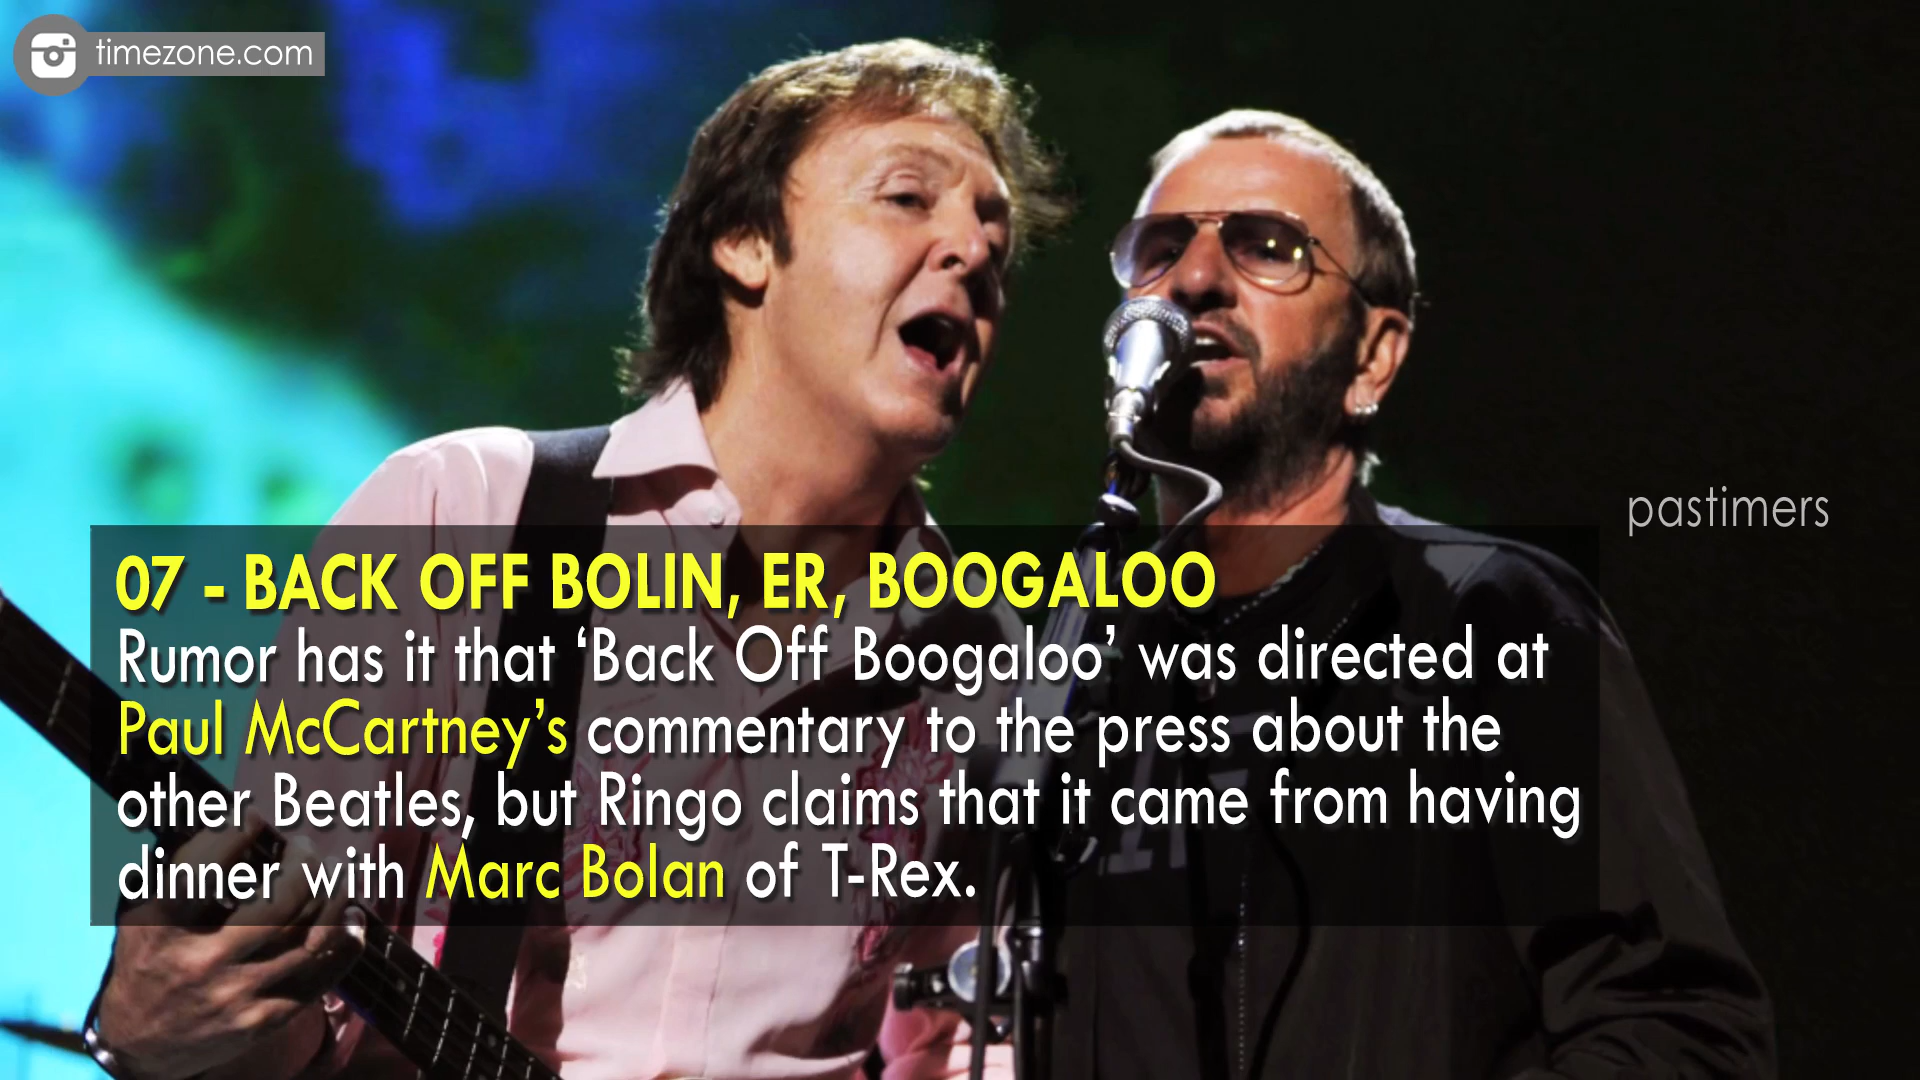 timezone.com
pastimers
07 - BACK OFF BOLIN, ER, BOOGALOO
Rumor has it that ‘Back Off Boogaloo’ was directed at
Paul McCartney’s commentary to the press about the
other Beatles, but Ringo claims that it came from having
dinner with Marc Bolan of T-Rex.